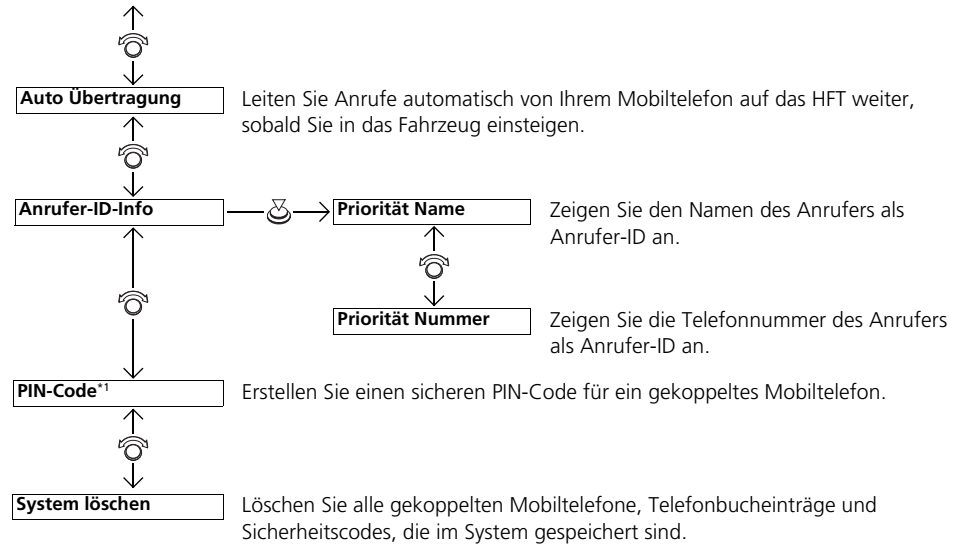 Auto Übertragung
Leiten Sie Anrufe automatisch von Ihrem Mobiltelefon auf das HFT weiter,
sobald Sie in das Fahrzeug einsteigen.
Anrufer-ID-Info
Priorität Name
Zeigen Sie den Namen des Anrufers als
Anrufer-ID an.
Priorität Nummer
Zeigen Sie die Telefonnummer des Anrufers
als Anrufer-ID an.
PIN-Code*1
Erstellen Sie einen sicheren PIN-Code für ein gekoppeltes Mobiltelefon.
System löschen
Löschen Sie alle gekoppelten Mobiltelefone, Telefonbucheinträge und
Sicherheitscodes, die im System gespeichert sind.